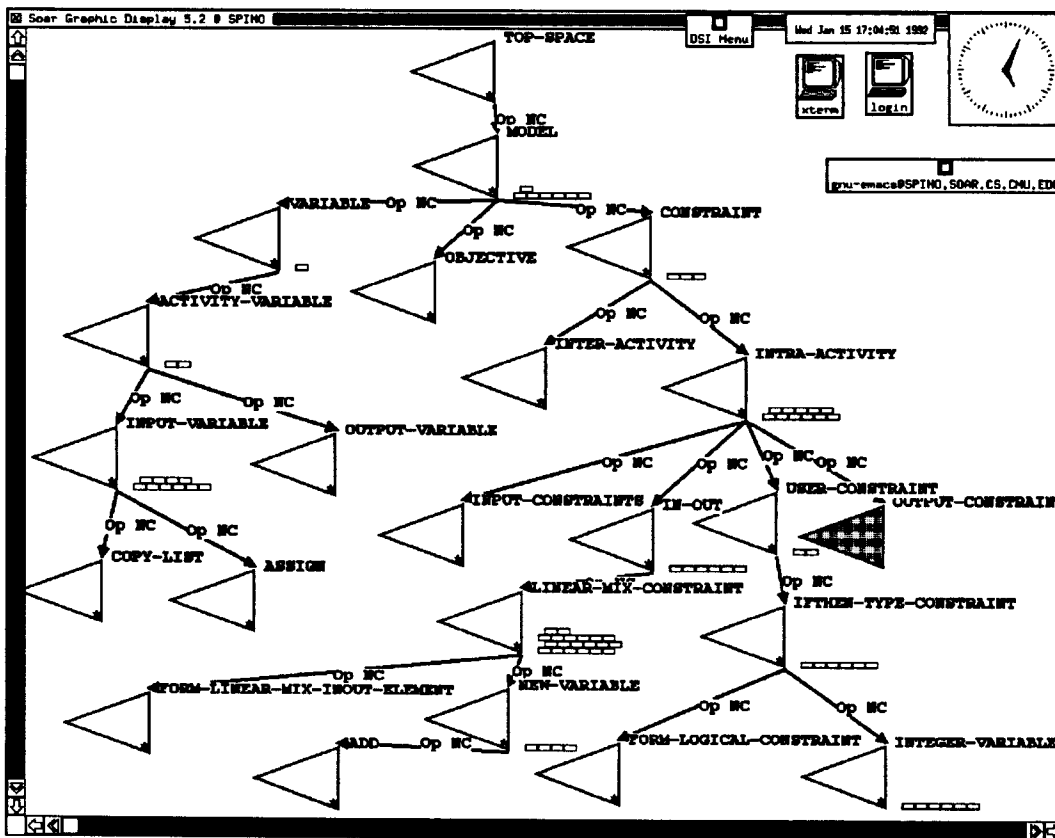 Soar Graphic Display 5.2 @ SPIMO
DSI Menu
Wed Jan 15 17:04:51 1992
xterm
login
gnu-emacs@SPIMO.SOAR.CS.CMU.EDU
TOP-SPACE
Op NC
MODEL
VARIABLE
Op NC
Op NC
Op NC
CONSTRAINT
OBJECTIVE
Op NC
ACTIVITY-VARIABLE
Op NC
Op NC
INTER-ACTIVITY
INTRA-ACTIVITY
Op NC
Op NC
INPUT-VARIABLE
OUTPUT-VARIABLE
Op NC
Op NC
Op NC
Op NC
USER-CONSTRAINT
INPUT-CONSTRAINTS
IN-OUT
OUTPUT-CONSTRAIN
Op NC
Op NC
COPY-LIST
ASSIGN
LINEAR-MIX-CONSTRAINT
Op NC
IFTHEN-TYPE-CONSTRAINT
Op NC
Op NC
FORM-LINEAR-MIX-INOUT-ELEMENT
NEW-VARIABLE
Op NC
Op NC
ADD
Op NC
FORM-LOGICAL-CONSTRAINT
INTEGER-VARIABLE